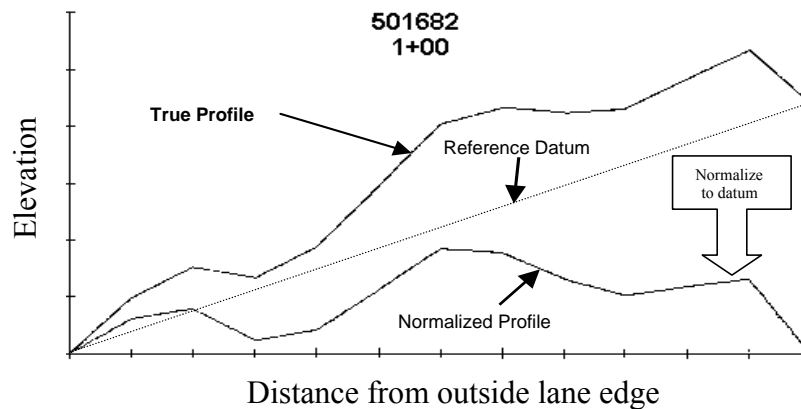 501682
1+00
True Profile
Reference Datum
Normalize
to datum
Elevation
Normalized Profile
Distance from outside lane edge